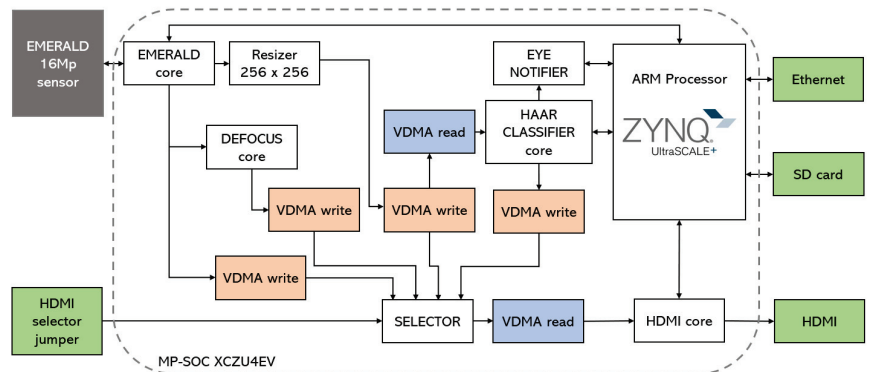 EMERALD
16Mp
sensor
EMERALD
core
Resizer
256 x 256
EYE
NOTIFIER
ARM Processor
ZYNQ
UltraSCALE+
Ethernet
DEFOCUS
core
VDMA read
HAAR
CLASSIFIER
core
SD card
VDMA write
VDMA write
VDMA write
VDMA write
HDMI
selector
jumper
SELECTOR
VDMA read
HDMI core
HDMI
MP-SOC XCZU4EV